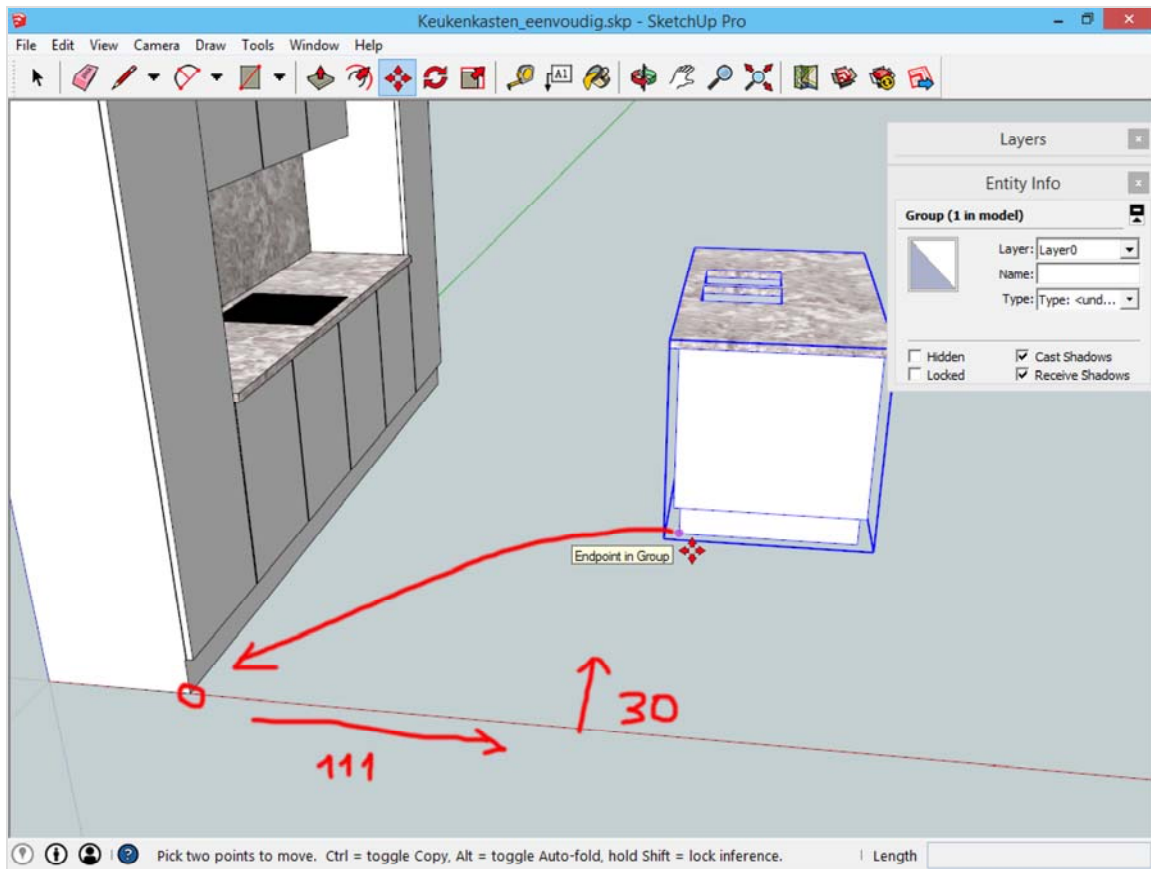 Keukenkasten_eenvoudig.skp - SketchUp Pro
File Edit View Camera Draw Tools Window Help
A1
Layers
Entity Info
Group (1 in model)
Layer: Layer0
Name:
Type: Type: <und...
Hidden
Cast Shadows
Locked
Receive Shadows
Endpoint in Group
30
111
Pick two points to move. Ctrl = toggle Copy, Alt = toggle Auto-fold, hold Shift = lock inference.
Length